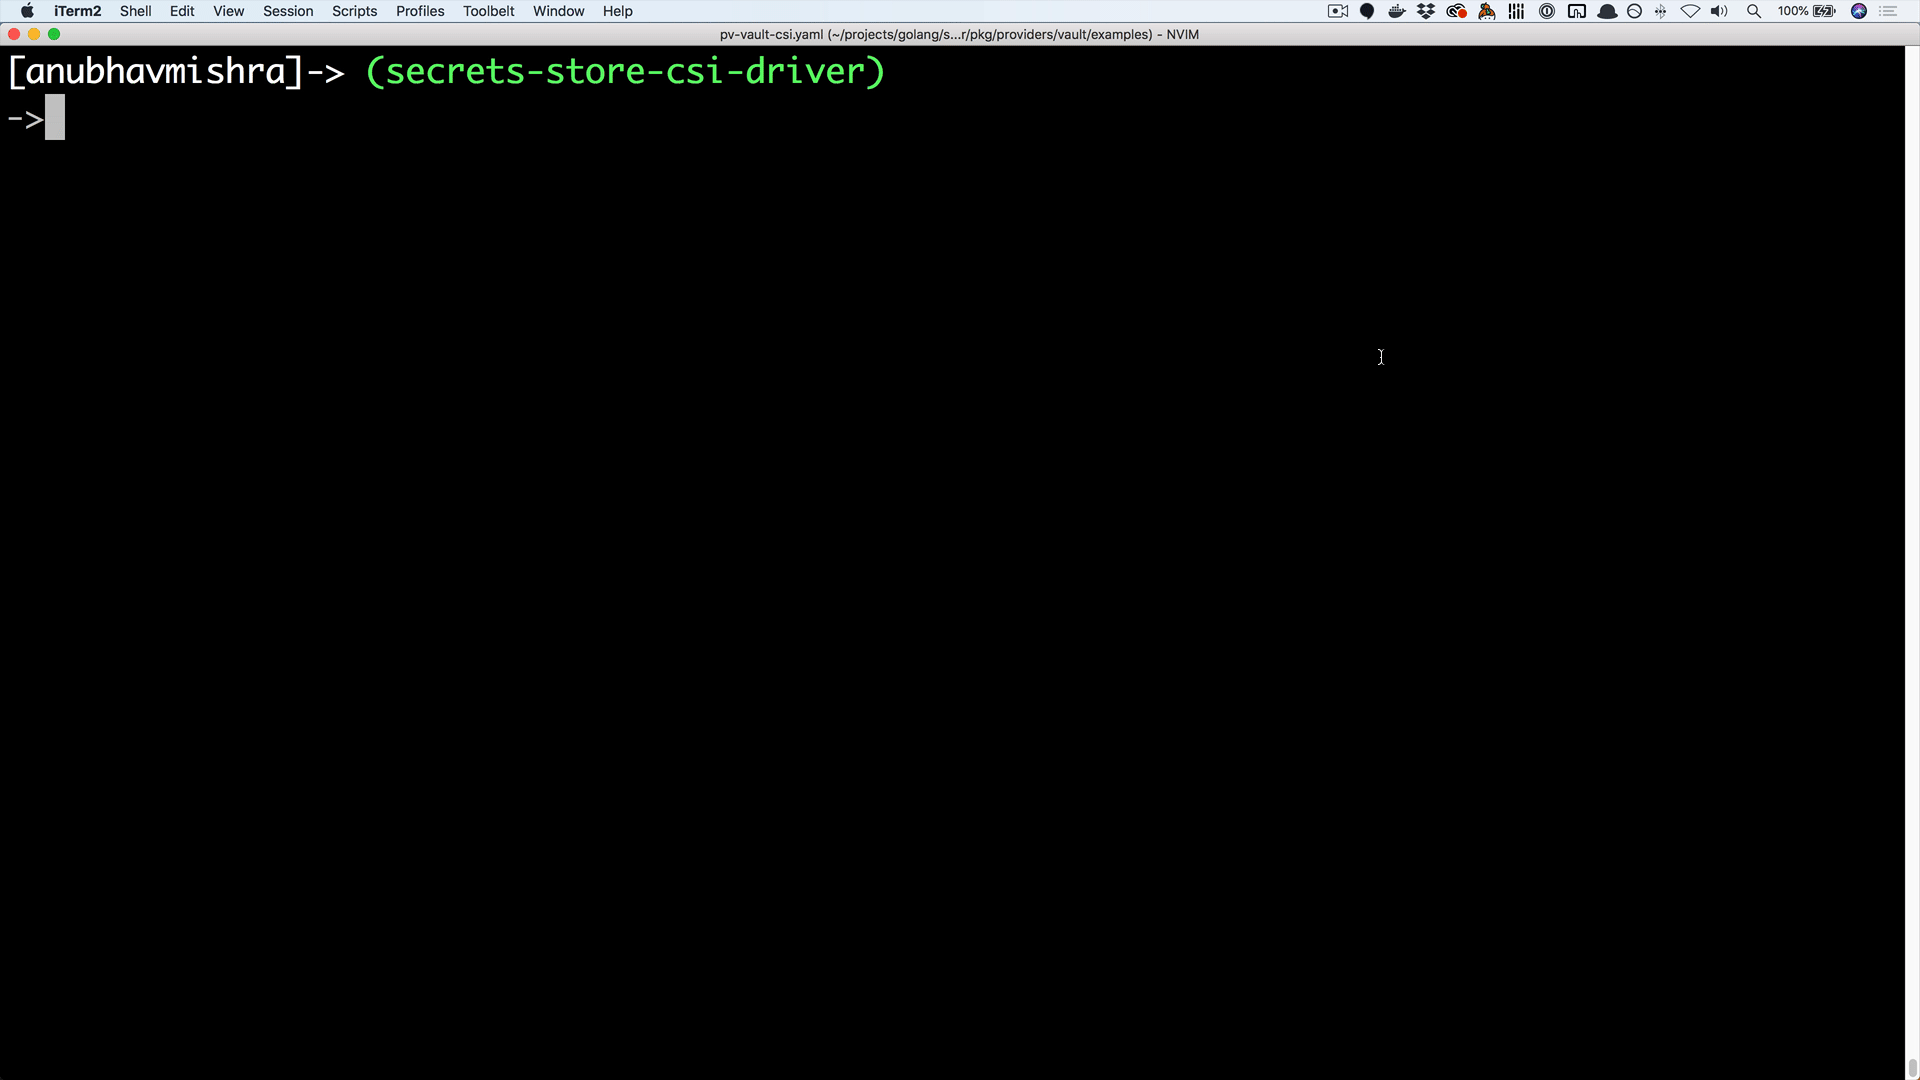 iTerm2 Shell Edit View Session Scripts Profiles Toolbelt Window Help 100%
pv-vault-csi.yaml (~/projects/golang/s...r/pkg/providers/vault/examples) - NVIM
[anubhavmishra]-> (secrets-store-csi-driver)
->